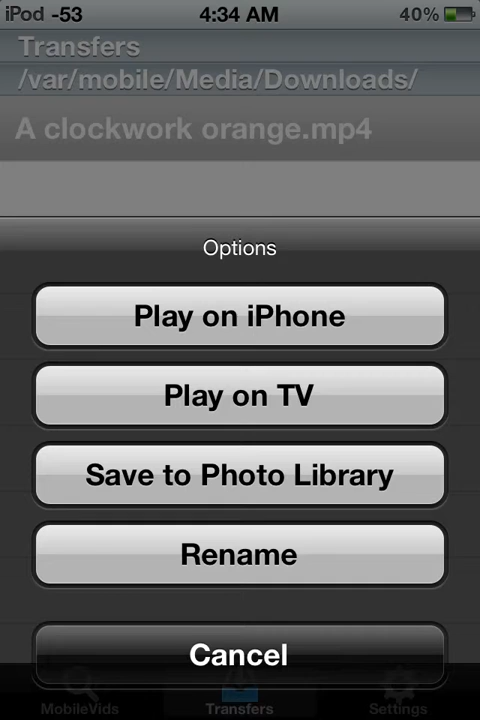 iPod -53 4:34 AM 40%
Transfers
/var/mobile/Media/Downloads/
A clockwork orange.mp4
Options
Play on iPhone
Play on TV
Save to Photo Library
Rename
Cancel
MobileVids Transfers Settings